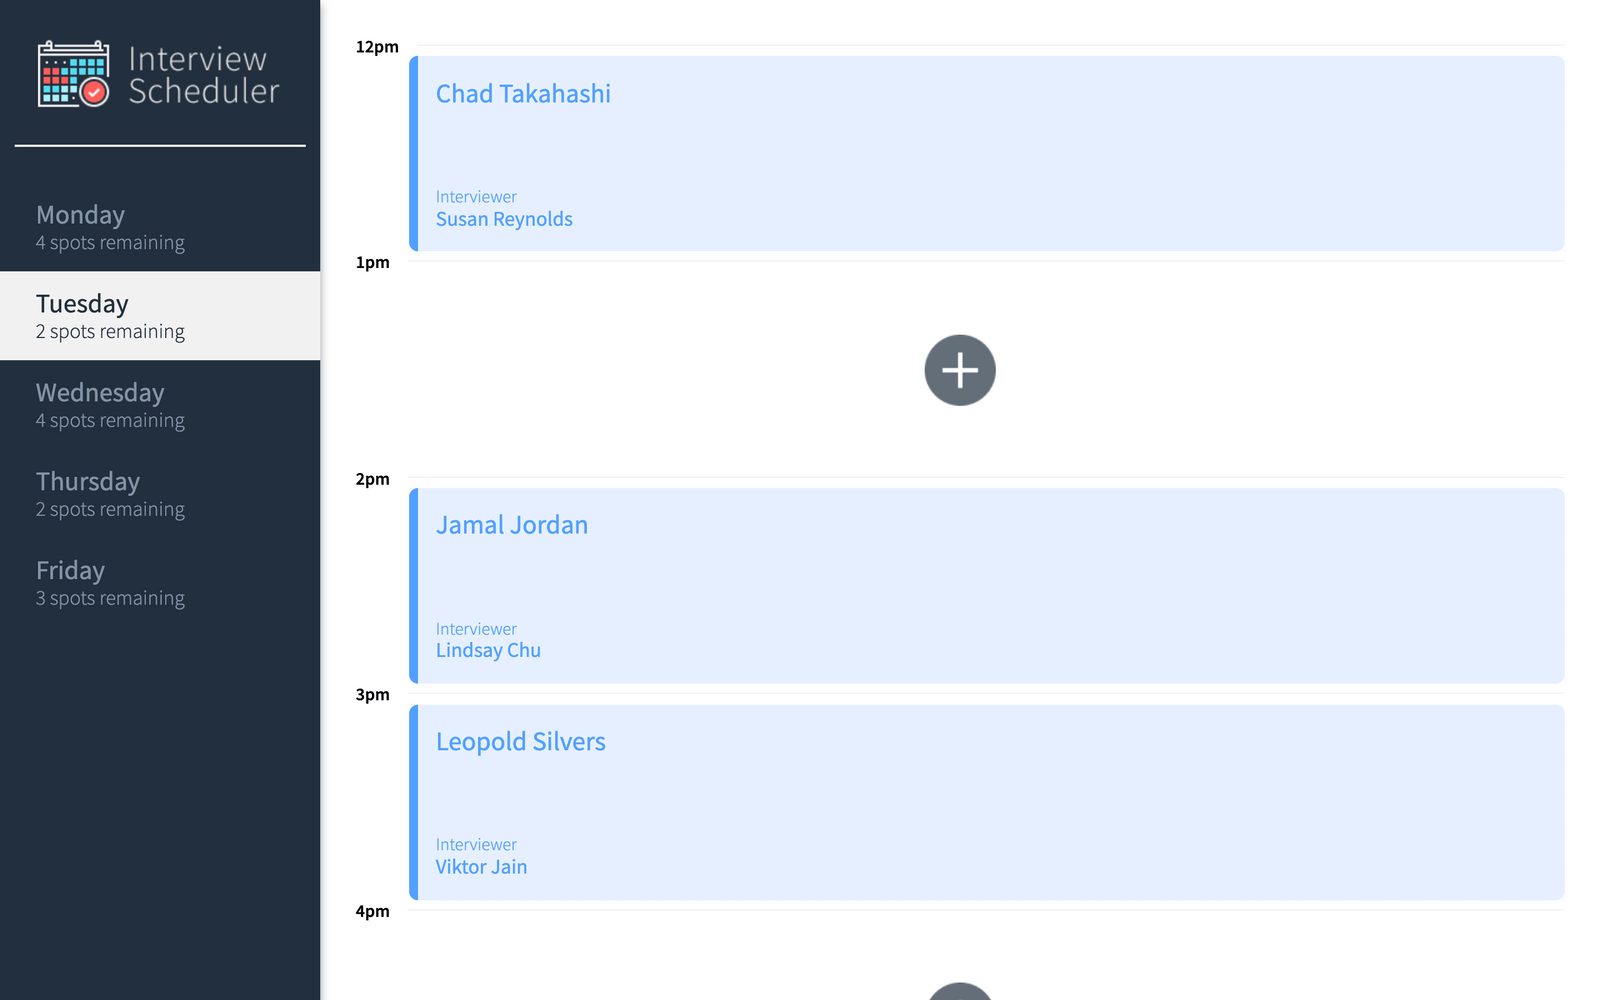 Interview
Scheduler
Monday
4 spots remaining
Tuesday
2 spots remaining
Wednesday
4 spots remaining
Thursday
2 spots remaining
Friday
3 spots remaining
12pm
Chad Takahashi
Interviewer
Susan Reynolds
1pm
2pm
Jamal Jordan
Interviewer
Lindsay Chu
3pm
Leopold Silvers
Interviewer
Viktor Jain
4pm